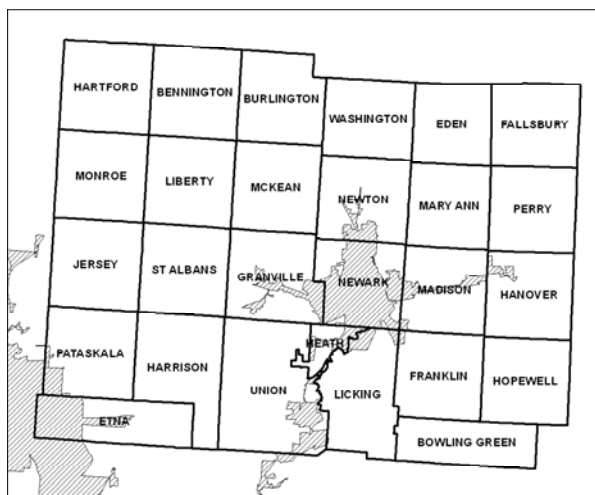 HARTFORD
BENNINGTON
BURLINGTON
WASHINGTON
EDEN
FALLSBURY
MONROE
LIBERTY
MCKEAN
NEWTON
MARY ANN
PERRY
JERSEY
ST ALBANS
GRANVILLE
NEWARK
MADISON
HANOVER
PATASKALA
HARRISON
UNION
HEATH
LICKING
FRANKLIN
HOPEWELL
ETNA
BOWLING GREEN